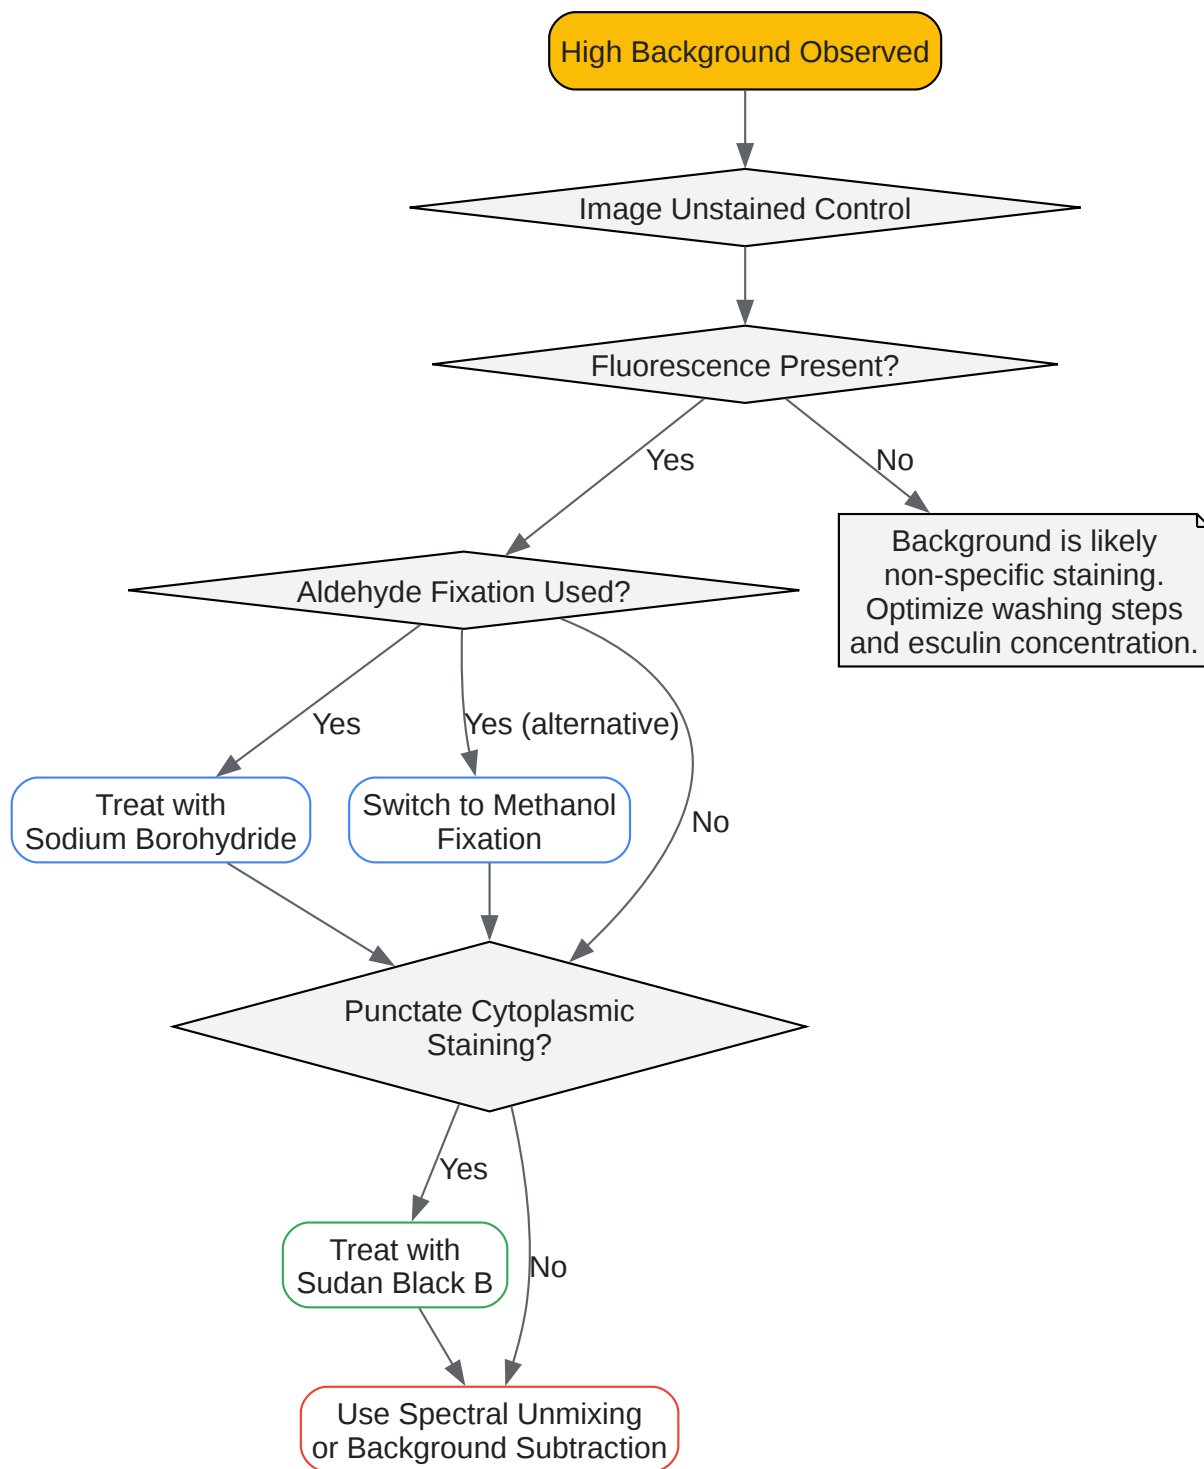 High Background Observed
Image Unstained Control
Fluorescence Present?
Yes
No
Background is likely
non-specific staining.
Optimize washing steps
and esculin concentration.
Aldehyde Fixation Used?
Yes
Yes (alternative)
No
Treat with
Sodium Borohydride
Switch to Methanol
Fixation
Punctate Cytoplasmic
Staining?
Yes
No
Treat with
Sudan Black B
Use Spectral Unmixing
or Background Subtraction